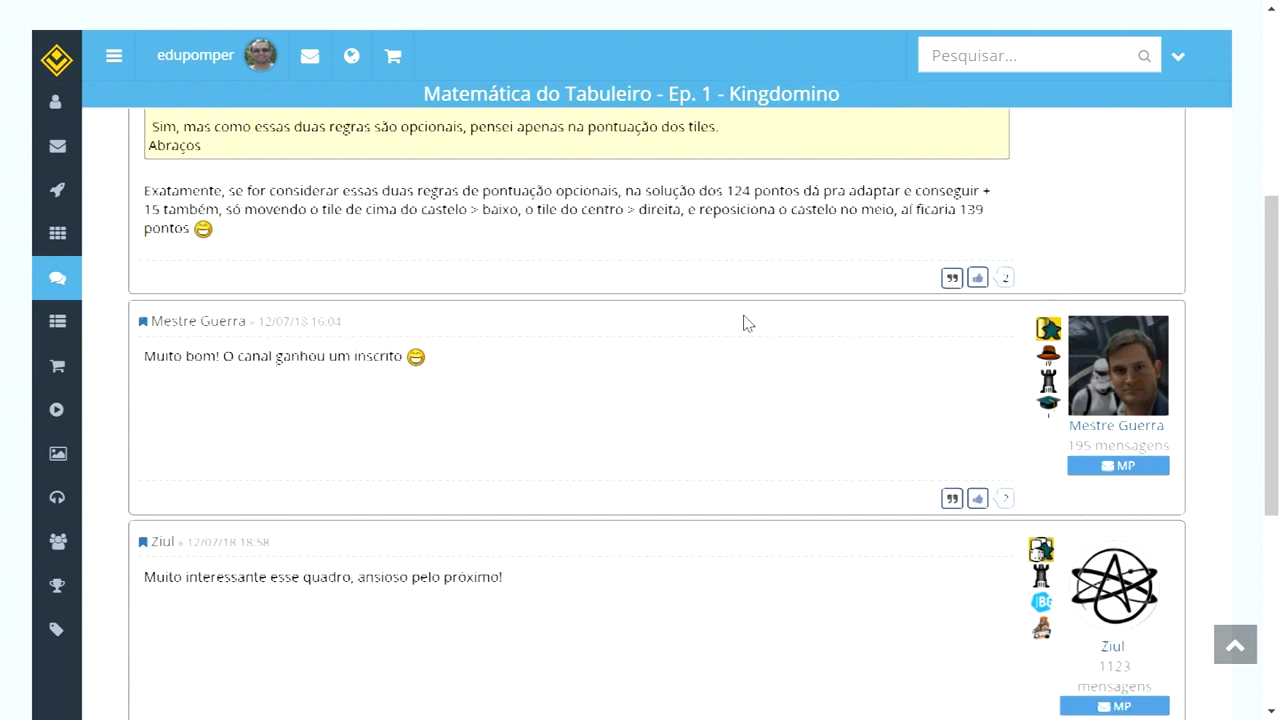 edupomper
Pesquisar...
Matemática do Tabuleiro - Ep. 1 - Kingdomino
Sim, mas como essas duas regras são opcionais, pensei apenas na pontuação dos tiles.
Abraços
Exatamente, se for considerar essas duas regras de pontuação opcionais, na solução dos 124 pontos dá pra adaptar e conseguir +
15 também, só movendo o tile de cima do castelo > baixo, o tile do centro > direita, e reposiciona o castelo no meio, aí ficaria 139
pontos
2
Mestre Guerra » 12/07/18 16:04
Muito bom! O canal ganhou um inscrito
Mestre Guerra
195 mensagens
MP
2
Ziul » 12/07/18 18:58
Muito interessante esse quadro, ansioso pelo próximo!
Ziul
1123
mensagens
MP